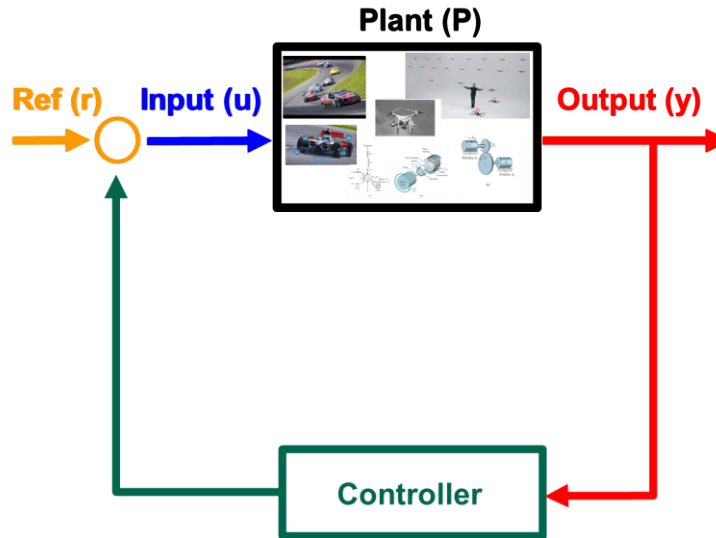 Plant (P)
Ref (r)
Input (u)
Output (y)
Controller